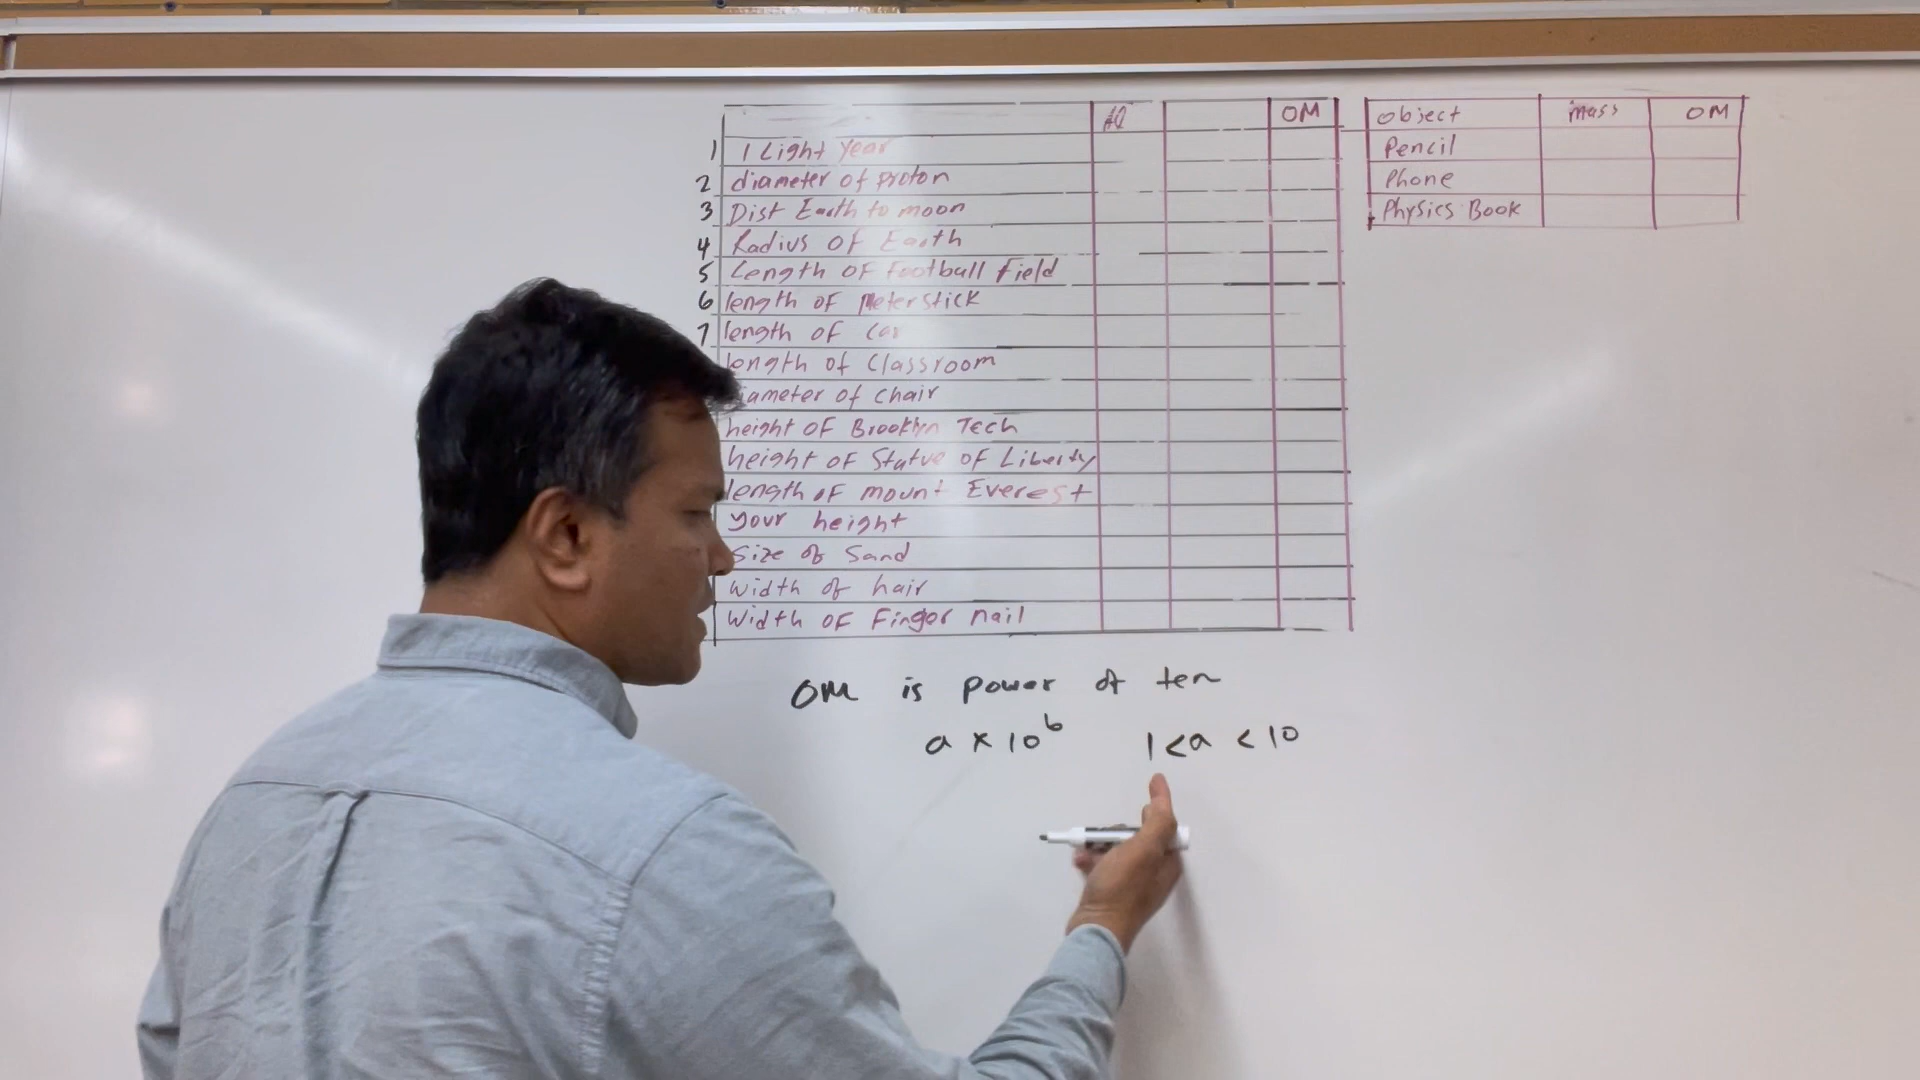 OM
1 1 Light year
2 diameter of proton
3 Dist Earth to moon
4 Radius of Earth
5 Length of Football Field
6 length of Meter stick
7 length of Car
length of Classroom
iameter of Chair
height of Brooklyn Tech
height of Statue of Liberty
length of mount Everest
your height
Size of Sand
Width of hair
Width of Finger nail
Object mass OM
Pencil
Phone
Physics Book
OM is power of ten
a × 10^b 1 < a < 10